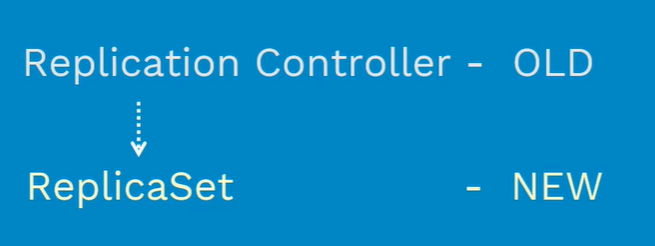 Replication Controller - OLD
ReplicaSet - NEW